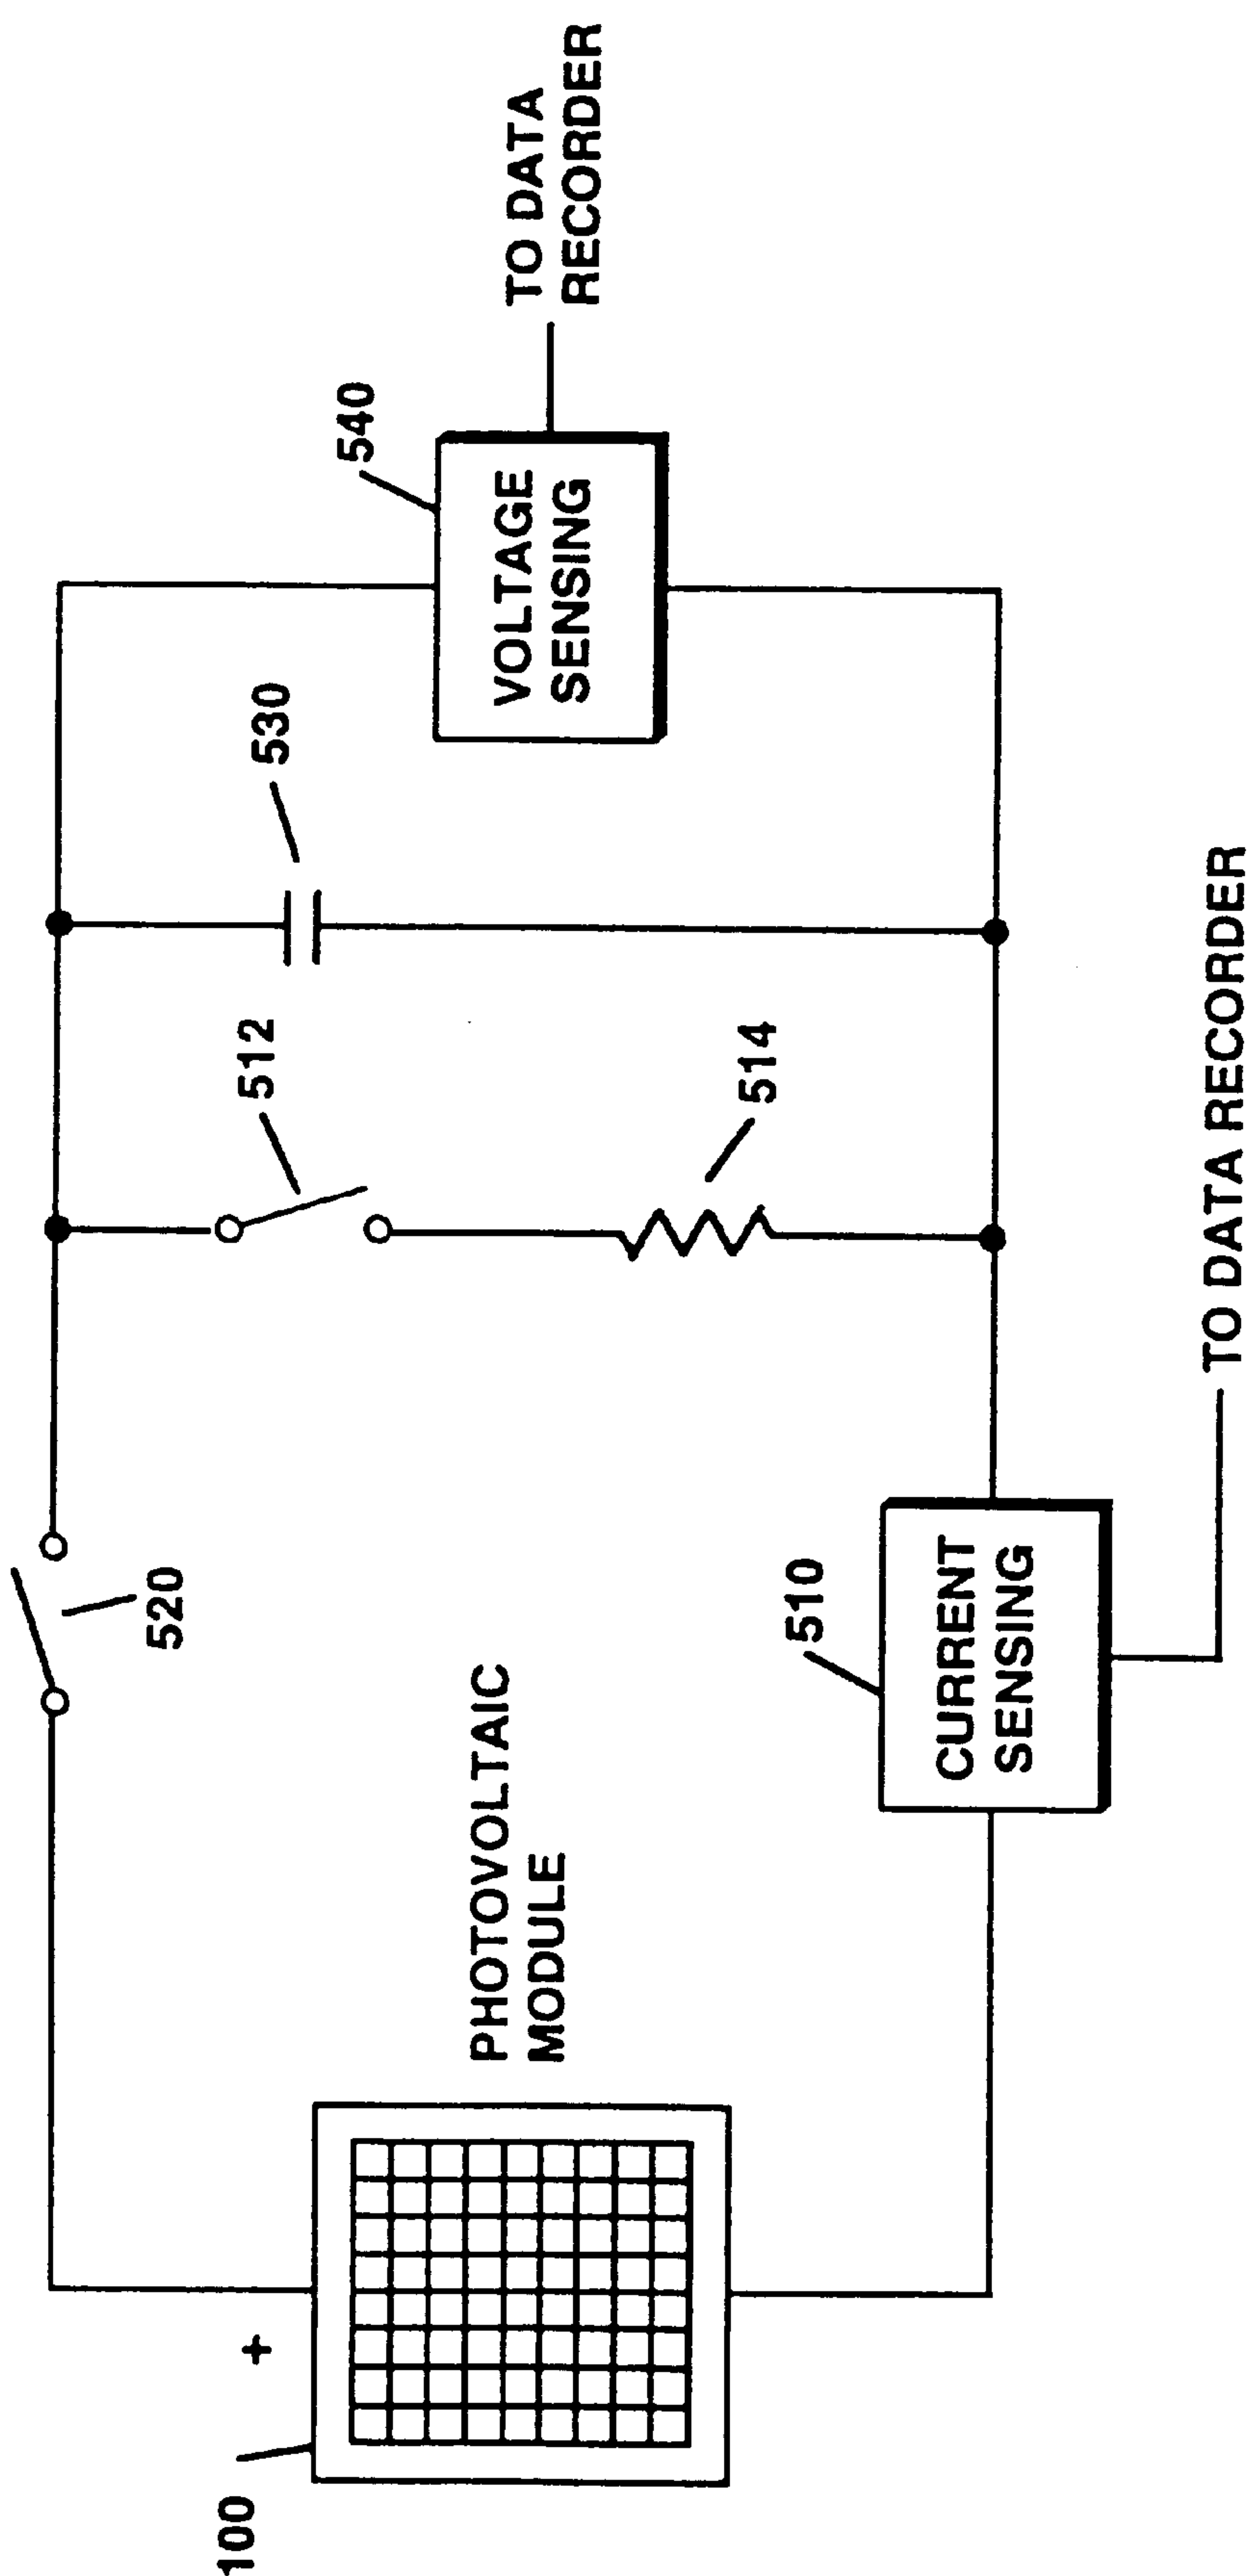 100
+
PHOTOVOLTAIC
MODULE
520
510
CURRENT
SENSING
TO DATA RECORDER
512
514
530
540
VOLTAGE
SENSING
TO DATA
RECORDER